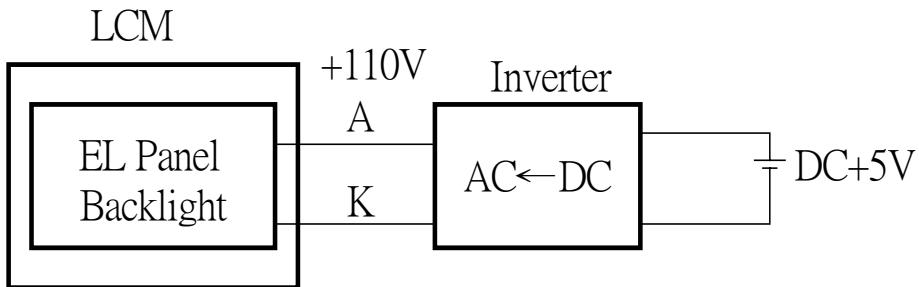 LCM
+110V
Inverter
A
EL Panel
Backlight
AC←DC
DC+5V
K